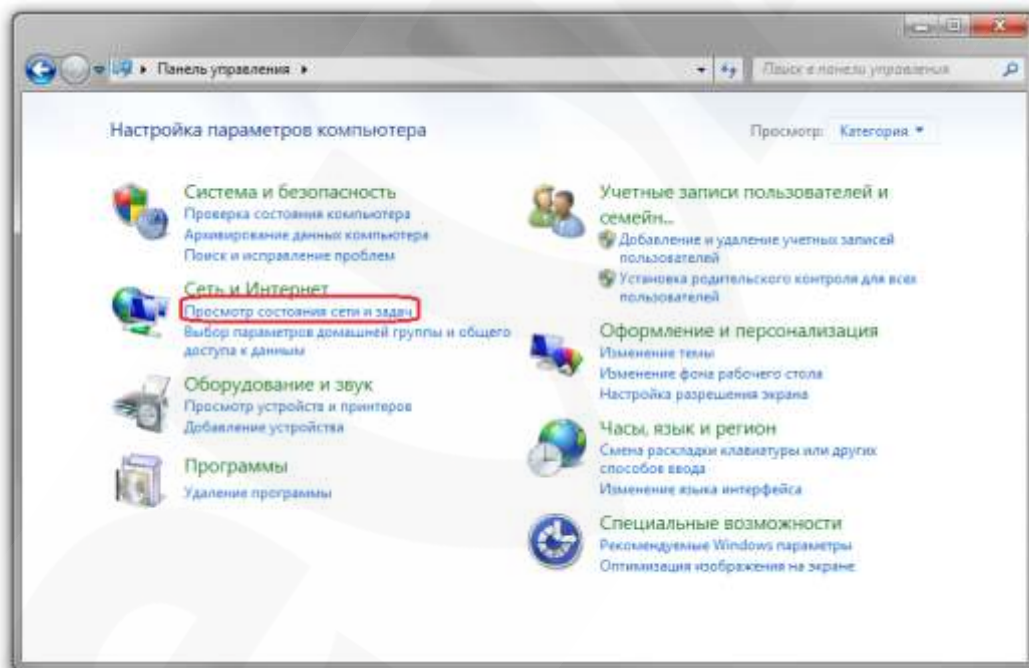 Панель управления
Поиск в панели управления
Настройка параметров компьютера
Просмотр: Категория
Система и безопасность
Проверка состояния компьютера
Архивирование данных компьютера
Поиск и исправление проблем
Сеть и Интернет
Просмотр состояния сети и задач
Выбор параметров домашней группы и общего
доступа к данным
Оборудование и звук
Просмотр устройств и принтеров
Добавление устройства
Программы
Удаление программы
Учетные записи пользователей и
семейн...
Добавление и удаление учетных записей
пользователей
Установка родительского контроля для всех
пользователей
Оформление и персонализация
Изменение темы
Изменение фона рабочего стола
Настройка разрешения экрана
Часы, язык и регион
Смена раскладки клавиатуры или других
способов ввода
Изменение языка интерфейса
Специальные возможности
Рекомендуемые Windows параметры
Оптимизация изображения на экране